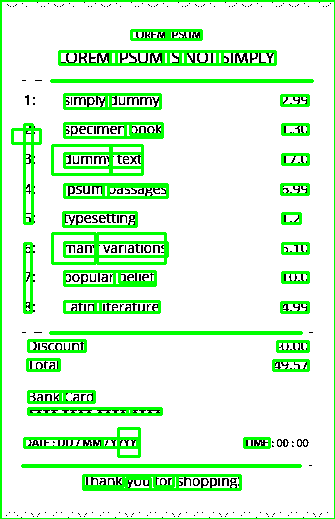 LOREM IPSUM
LOREM IPSUM IS NOT SIMPLY
1: simply dummy 2.99
2: specimen book 1.30
3: dummy text 17.0
4: ipsum passages 6.99
5: typesetting 1.2
6: many variations 5.10
7: popular belief 10.0
8: Latin literature 4.99
Discount 0.00
Total 49.57
Bank Card
DATE : DD / MM / YYYY TIME : 00 : 00
Thank you for shopping!